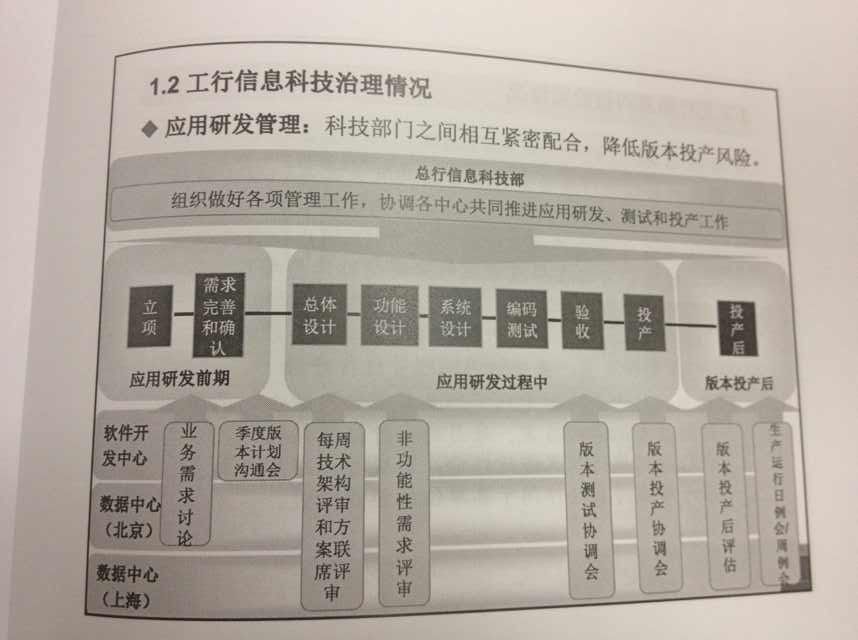 1.2 工行信息科技治理情况
◆ 应用研发管理：科技部门之间相互紧密配合，降低版本投产风险。
总行信息科技部
组织做好各项管理工作，协调各中心共同推进应用研发、测试和投产工作
立
项
需求
完善
和确
认
总体
设计
功能
设计
系统
设计
编码
测试
验
收
投
产
投
产
后
应用研发前期
应用研发过程中
版本投产后
软件开
发中心
数据中心
（北京）
数据中心
（上海）
业务需求讨论
季度版
本计划
沟通会
每周
技术
架构
评审
和方
案联
席评
审
非功能性需求评审
版本测试协调会
版本投产协调会
版本投产后评估
生产运行日例会/周例会